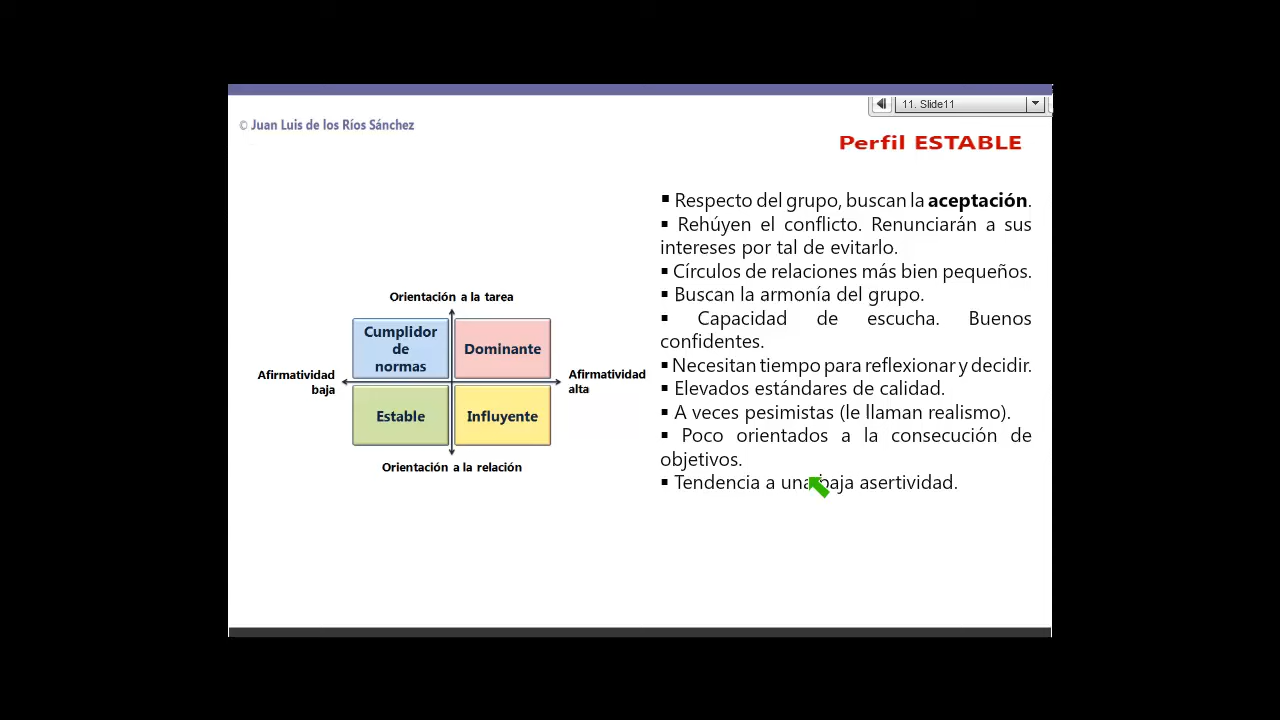 11. Slide11
© Juan Luis de los Ríos Sánchez
Perfil ESTABLE
▪ Respecto del grupo, buscan la aceptación.
▪ Rehúyen el conflicto. Renunciarán a sus
intereses por tal de evitarlo.
▪ Círculos de relaciones más bien pequeños.
▪ Buscan la armonía del grupo.
▪ Capacidad de escucha. Buenos
confidentes.
▪ Necesitan tiempo para reflexionar y decidir.
▪ Elevados estándares de calidad.
▪ A veces pesimistas (le llaman realismo).
▪ Poco orientados a la consecución de
objetivos.
▪ Tendencia a una baja asertividad.
Orientación a la tarea
Cumplidor
de
normas
Dominante
Afirmatividad
baja
Afirmatividad
alta
Estable
Influyente
Orientación a la relación